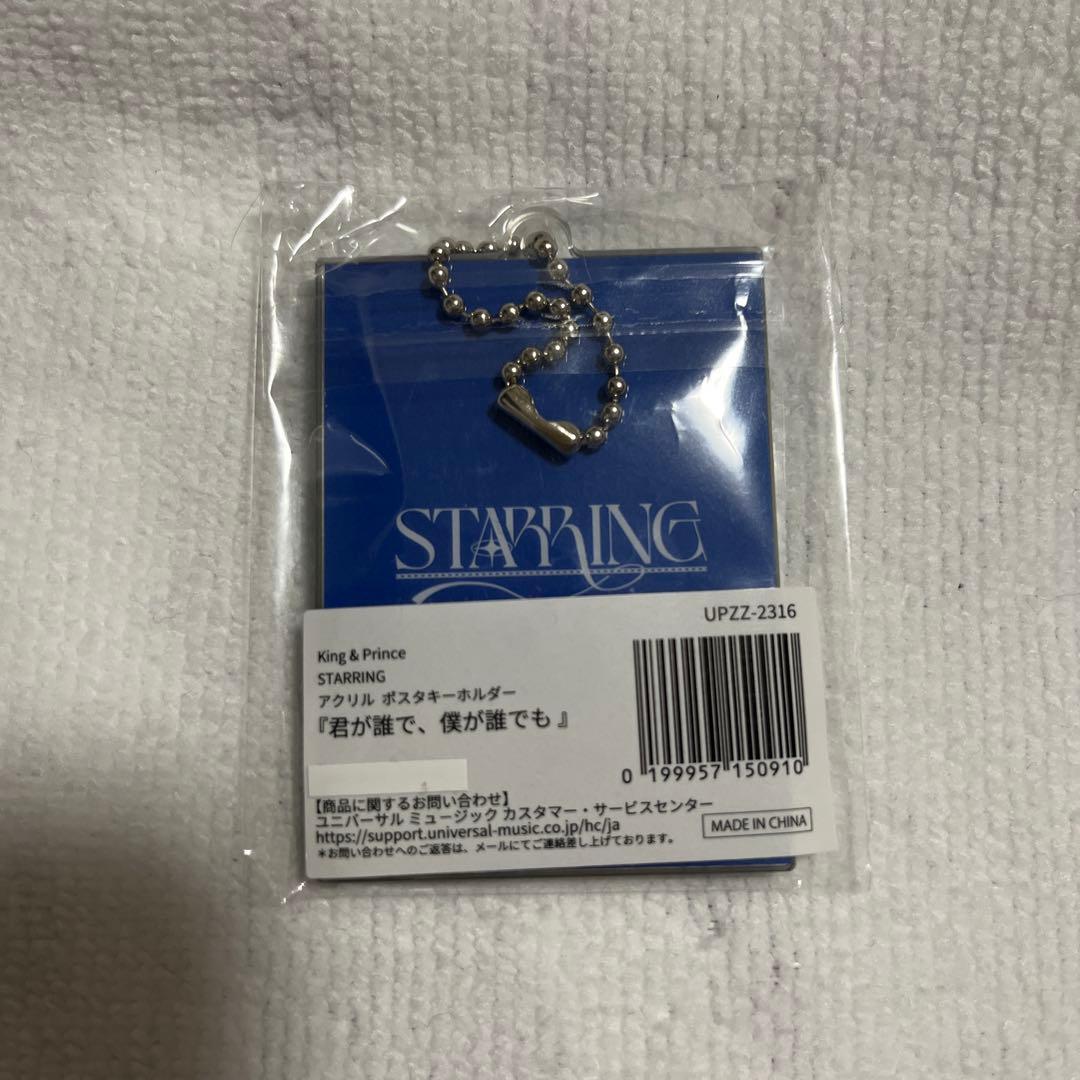 STARRING
UPZZ-2316
King & Prince
STARRING
アクリル ポスタキーホルダー
『君が誰で、僕が誰でも 』
0 199957 150910
【商品に関するお問い合わせ】
ユニバーサル ミュージック カスタマー・サービスセンター
https://support.universal-music.co.jp/hc/ja
MADE IN CHINA
＊お問い合わせへのご返答は、メールにてご連絡差し上げております。